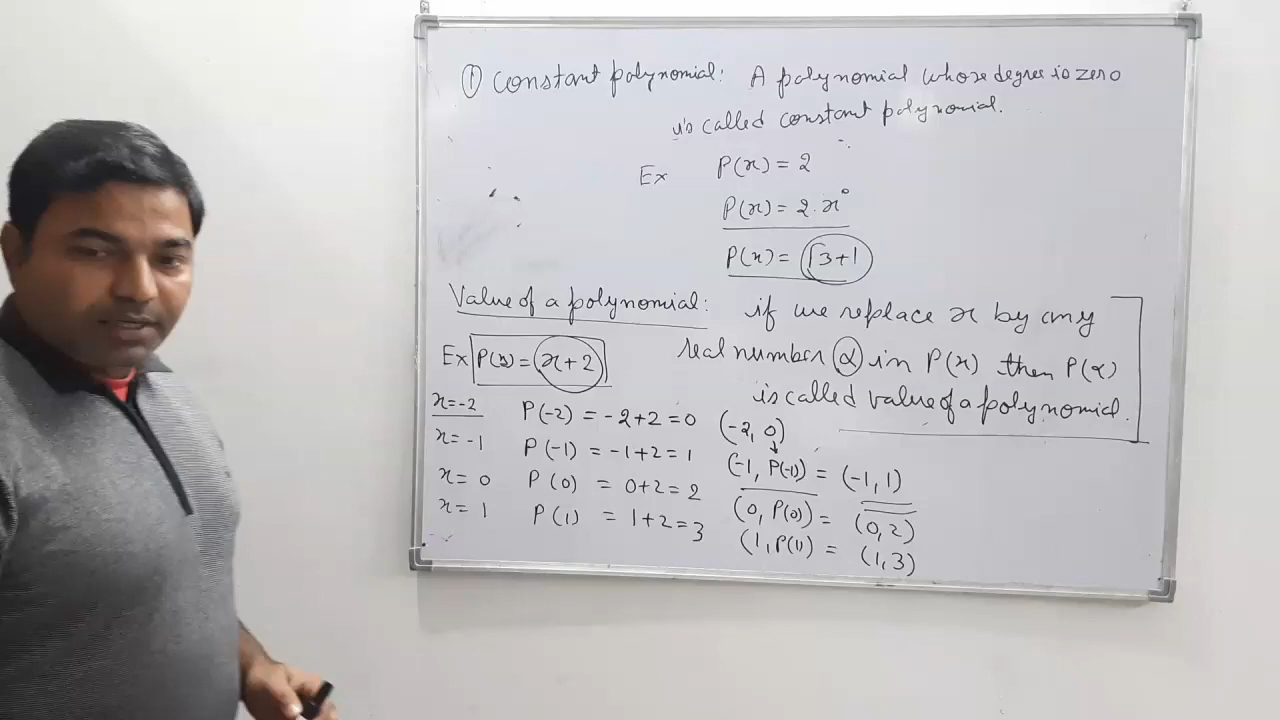 ① Constant polynomial: A polynomial whose degree is zero
is called constant polynomial.
Ex P(x) = 2
P(x) = 2.x⁰
P(x) = √3+1
Value of a polynomial: if we replace x by any
real number α in P(x) then P(α)
is called value of a polynomial.
Ex P(x) = x+2
x=-2 P(-2) = -2+2=0 (-2, 0)
x=-1 P(-1) = -1+2=1 (-1, P(-1)) = (-1,1)
x=0 P(0) = 0+2=2 (0, P(0)) = (0,2)
x=1 P(1) = 1+2=3 (1, P(1)) = (1,3)